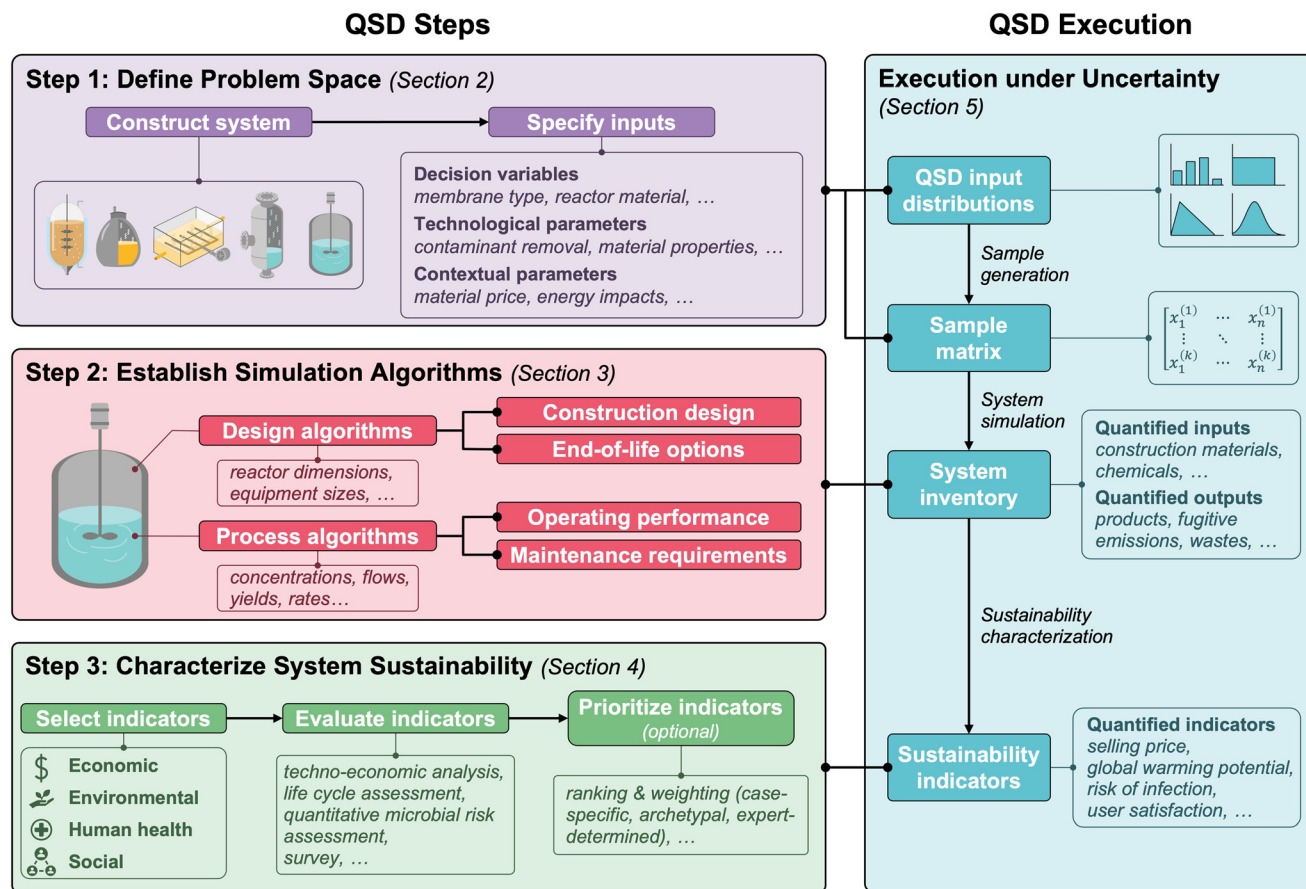 QSD Steps
QSD Execution
Step 1: Define Problem Space (Section 2)
Construct system
Specify inputs
Decision variables
membrane type, reactor material, …
Technological parameters
contaminant removal, material properties, …
Contextual parameters
material price, energy impacts, …
Step 2: Establish Simulation Algorithms (Section 3)
Design algorithms
reactor dimensions,
equipment sizes, …
Construction design
End-of-life options
Process algorithms
concentrations, flows,
yields, rates…
Operating performance
Maintenance requirements
Step 3: Characterize System Sustainability (Section 4)
Select indicators
$ Economic
Environmental
Human health
Social
Evaluate indicators
techno-economic analysis,
life cycle assessment,
quantitative microbial risk
assessment,
survey, …
Prioritize indicators
(optional)
ranking & weighting (case-
specific, archetypal, expert-
determined), …
Execution under Uncertainty
(Section 5)
QSD input
distributions
Sample
generation
Sample
matrix
x₁⁽¹⁾ ⋯ xₙ⁽¹⁾
⋮ ⋱ ⋮
x₁⁽ᵏ⁾ ⋯ xₙ⁽ᵏ⁾
System
simulation
System
inventory
Quantified inputs
construction materials,
chemicals, …
Quantified outputs
products, fugitive
emissions, wastes, …
Sustainability
characterization
Sustainability
indicators
Quantified indicators
selling price,
global warming potential,
risk of infection,
user satisfaction, …